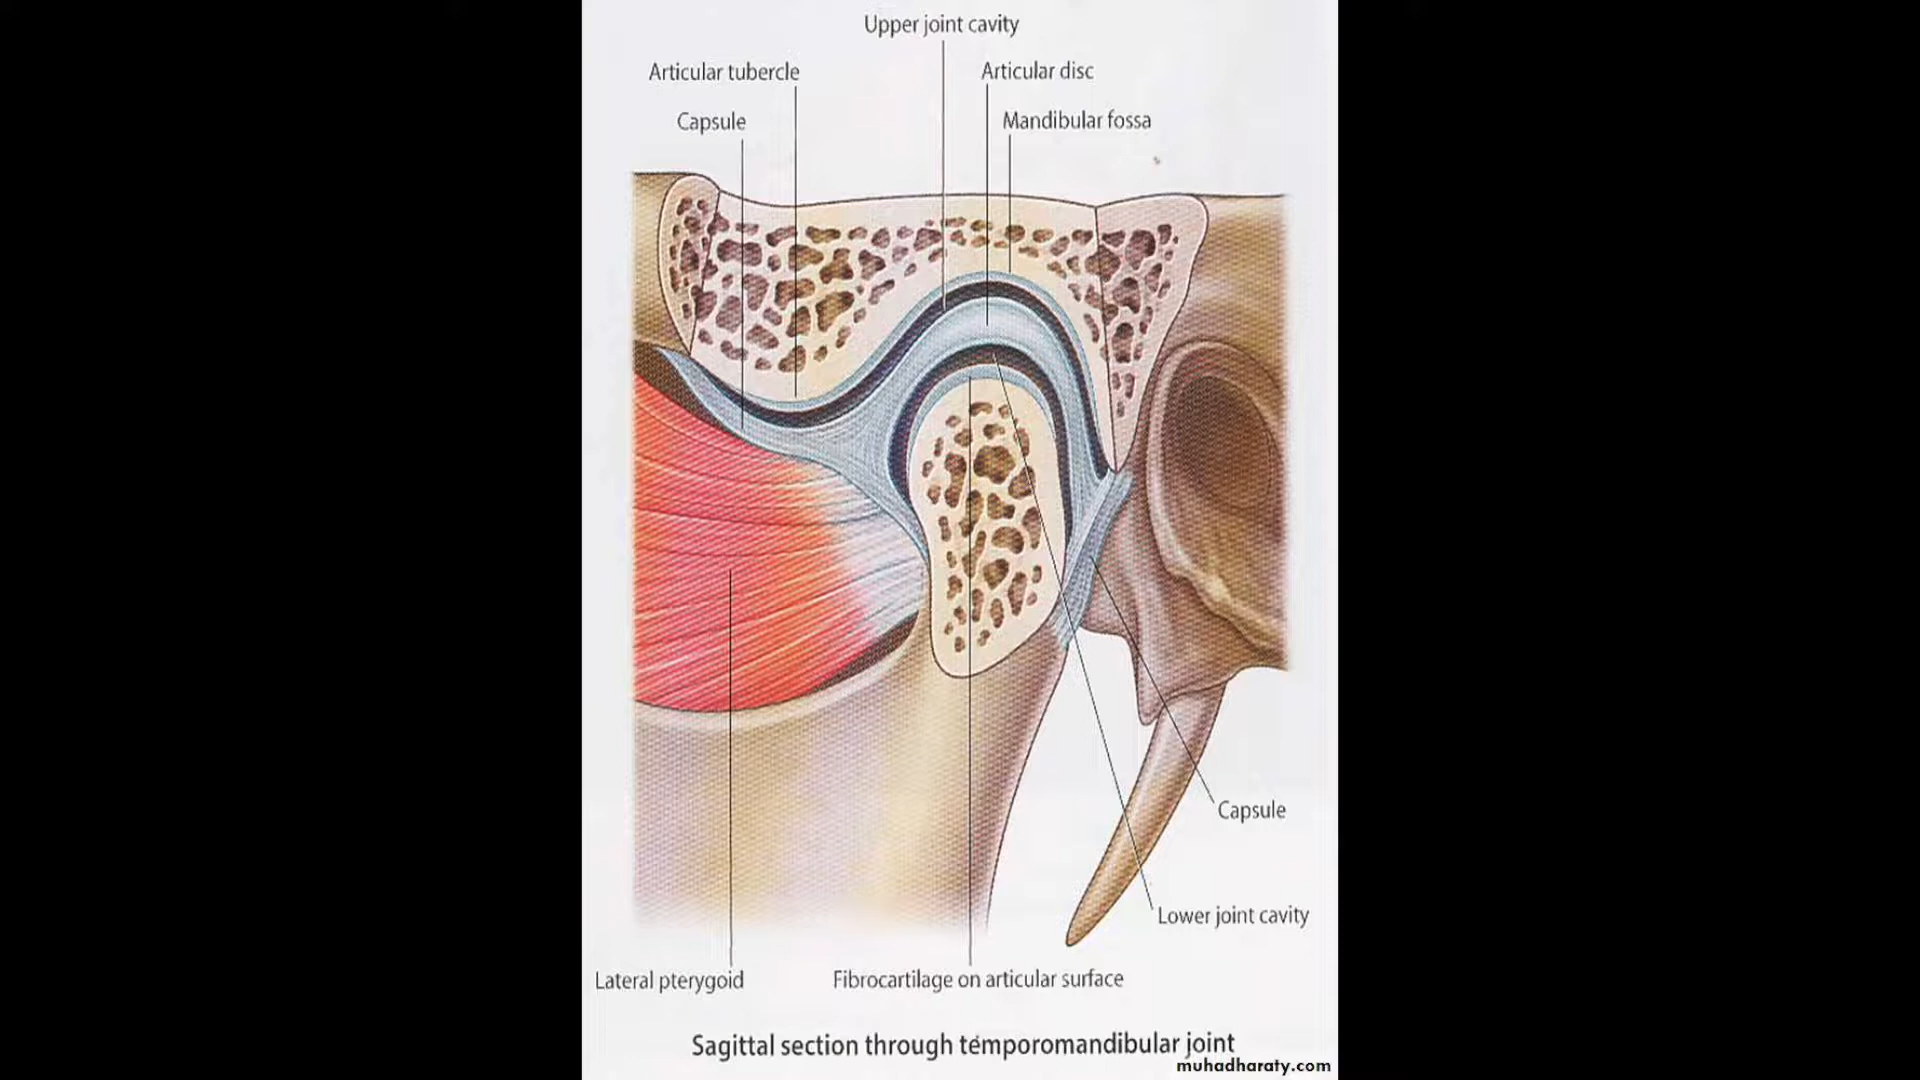 Upper joint cavity
Articular tubercle
Articular disc
Capsule
Mandibular fossa
Capsule
Lower joint cavity
Lateral pterygoid
Fibrocartilage on articular surface
Sagittal section through temporomandibular joint
muhadharaty.com